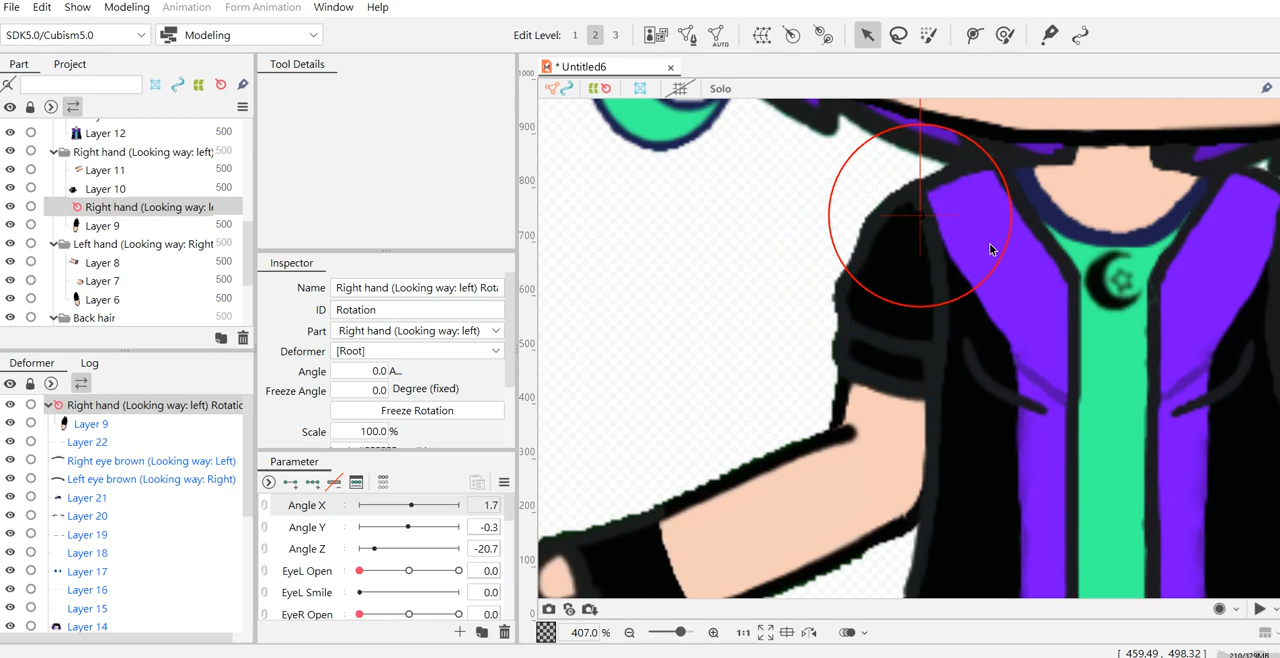 File Edit Show Modeling Animation Form Animation Window Help
SDK5.0/Cubism5.0 Modeling Edit Level: 1 2 3 AUTO
Part Project
Tool Details
* Untitled6
Solo
Layer 12 500
Right hand (Looking way: left) 500
Layer 11 500
Layer 10 500
Right hand (Looking way: l
Layer 9 500
Left hand (Looking way: Right 500
Layer 8 500
Layer 7 500
Layer 6 500
Back hair 500
Deformer Log
Right hand (Looking way: left) Rotatic
Layer 9
Layer 22
Right eye brown (Looking way: Left)
Left eye brown (Looking way: Right)
Layer 21
Layer 20
Layer 19
Layer 18
Layer 17
Layer 16
Layer 15
Layer 14
Inspector
Name Right hand (Looking way: left) Rota
ID Rotation
Part Right hand (Looking way: left)
Deformer [Root]
Angle 0.0 A...
Freeze Angle 0.0 Degree (fixed)
Freeze Rotation
Scale 100.0 %
Parameter
Angle X 1.7
Angle Y -0.3
Angle Z -20.7
EyeL Open 0.0
EyeL Smile 0.0
EyeR Open 0.0
1000
900
800
700
600
500
400
300
200
100
0
407.0 % 1:1
[ 459.49, 498.32 ] 210/329MB